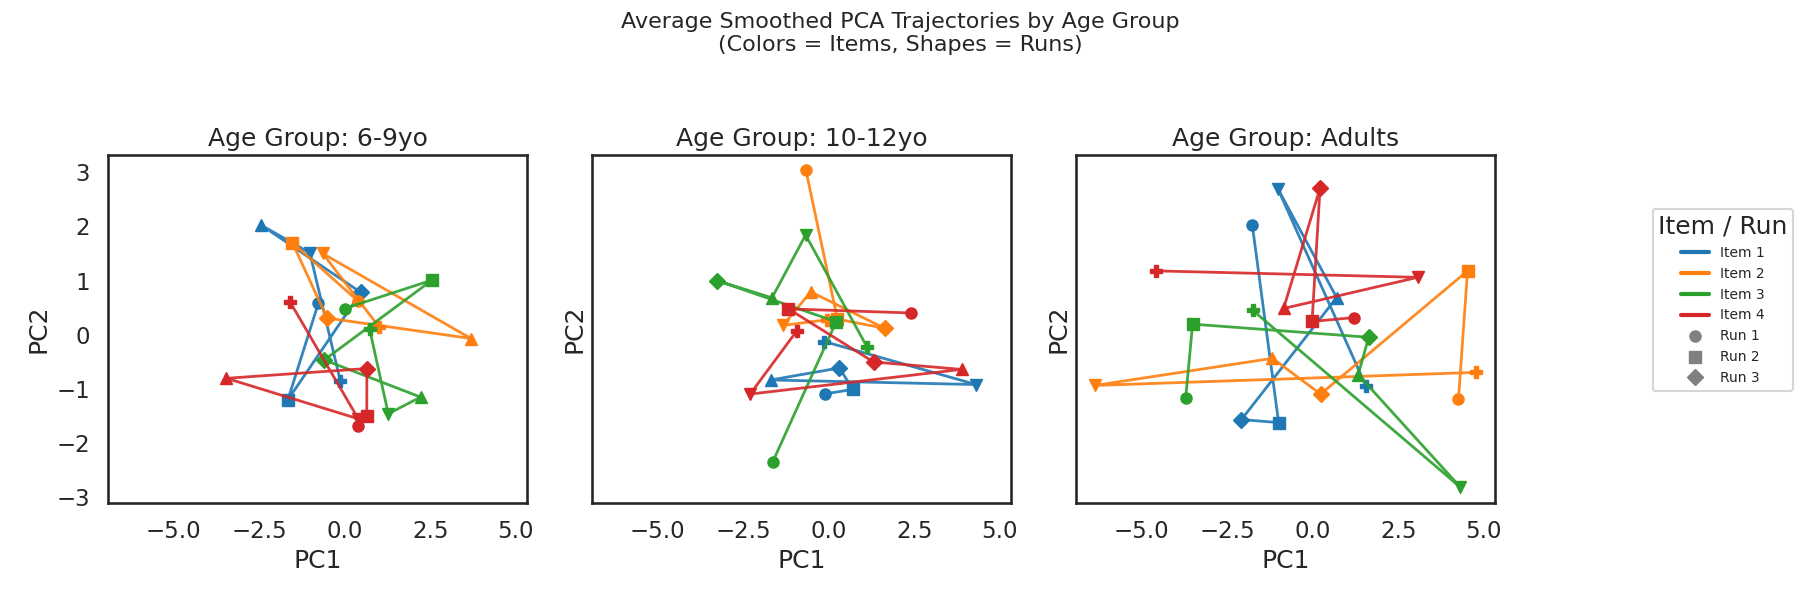 Average Smoothed PCA Trajectories by Age Group
(Colors = Items, Shapes = Runs)
Age Group: 6-9yo
Age Group: 10-12yo
Age Group: Adults
3
2
1
0
−1
−2
−3
PC2
PC2
PC2
−5.0 −2.5 0.0 2.5 5.0
−5.0 −2.5 0.0 2.5 5.0
−5.0 −2.5 0.0 2.5 5.0
PC1
PC1
PC1
Item / Run
Item 1
Item 2
Item 3
Item 4
Run 1
Run 2
Run 3